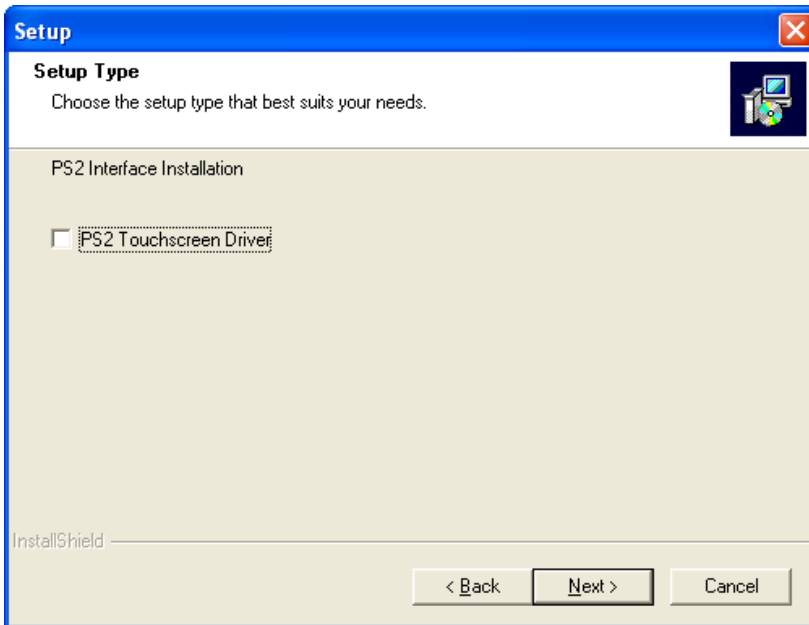 Setup
Setup Type
Choose the setup type that best suits your needs.
PS2 Interface Installation
PS2 Touchscreen Driver
InstallShield
< Back
Next >
Cancel